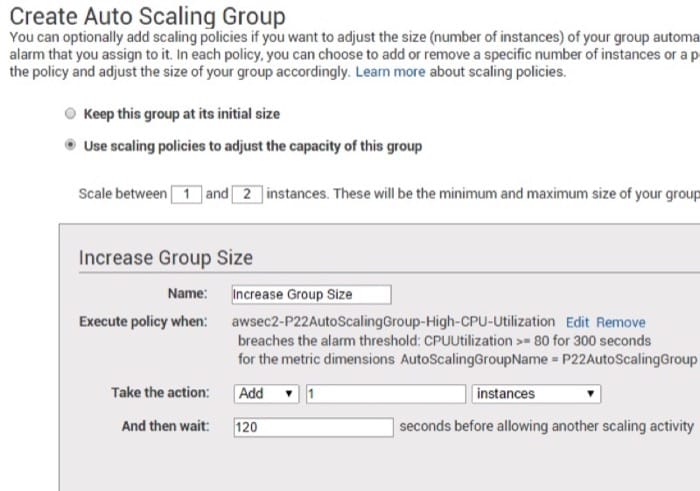 Create Auto Scaling Group
You can optionally add scaling policies if you want to adjust the size (number of instances) of your group automa
alarm that you assign to it. In each policy, you can choose to add or remove a specific number of instances or a p
the policy and adjust the size of your group accordingly. Learn more about scaling policies.
Keep this group at its initial size
Use scaling policies to adjust the capacity of this group
Scale between 1 and 2 instances. These will be the minimum and maximum size of your group
Increase Group Size
Name: Increase Group Size
Execute policy when: awsec2-P22AutoScalingGroup-High-CPU-Utilization Edit Remove
breaches the alarm threshold: CPUUtilization >= 80 for 300 seconds
for the metric dimensions AutoScalingGroupName = P22AutoScalingGroup
Take the action: Add 1 instances
And then wait: 120 seconds before allowing another scaling activity